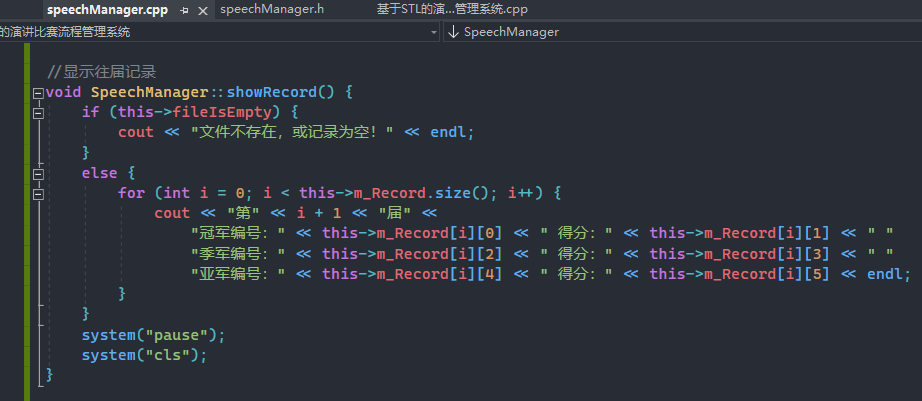 speechManager.cpp
speechManager.h
基于STL的演...管理系统.cpp
的演讲比赛流程管理系统
SpeechManager
//显示往届记录
void SpeechManager::showRecord() {
if (this->fileIsEmpty) {
cout << "文件不存在，或记录为空！" << endl;
}
else {
for (int i = 0; i < this->m_Record.size(); i++) {
cout << "第" << i + 1 << "届" <<
"冠军编号：" << this->m_Record[i][0] << " 得分：" << this->m_Record[i][1] << " "
"季军编号：" << this->m_Record[i][2] << " 得分：" << this->m_Record[i][3] << " "
"亚军编号：" << this->m_Record[i][4] << " 得分：" << this->m_Record[i][5] << endl;
}
}
system("pause");
system("cls");
}